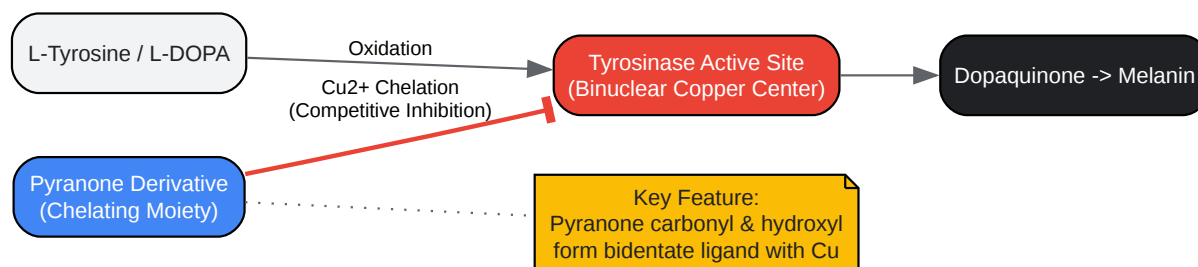 L-Tyrosine / L-DOPA
Oxidation
Cu2+ Chelation
(Competitive Inhibition)
Tyrosinase Active Site
(Binuclear Copper Center)
Dopaquinone -> Melanin
Pyranone Derivative
(Chelating Moiety)
Key Feature:
Pyranone carbonyl & hydroxyl
form bidentate ligand with Cu